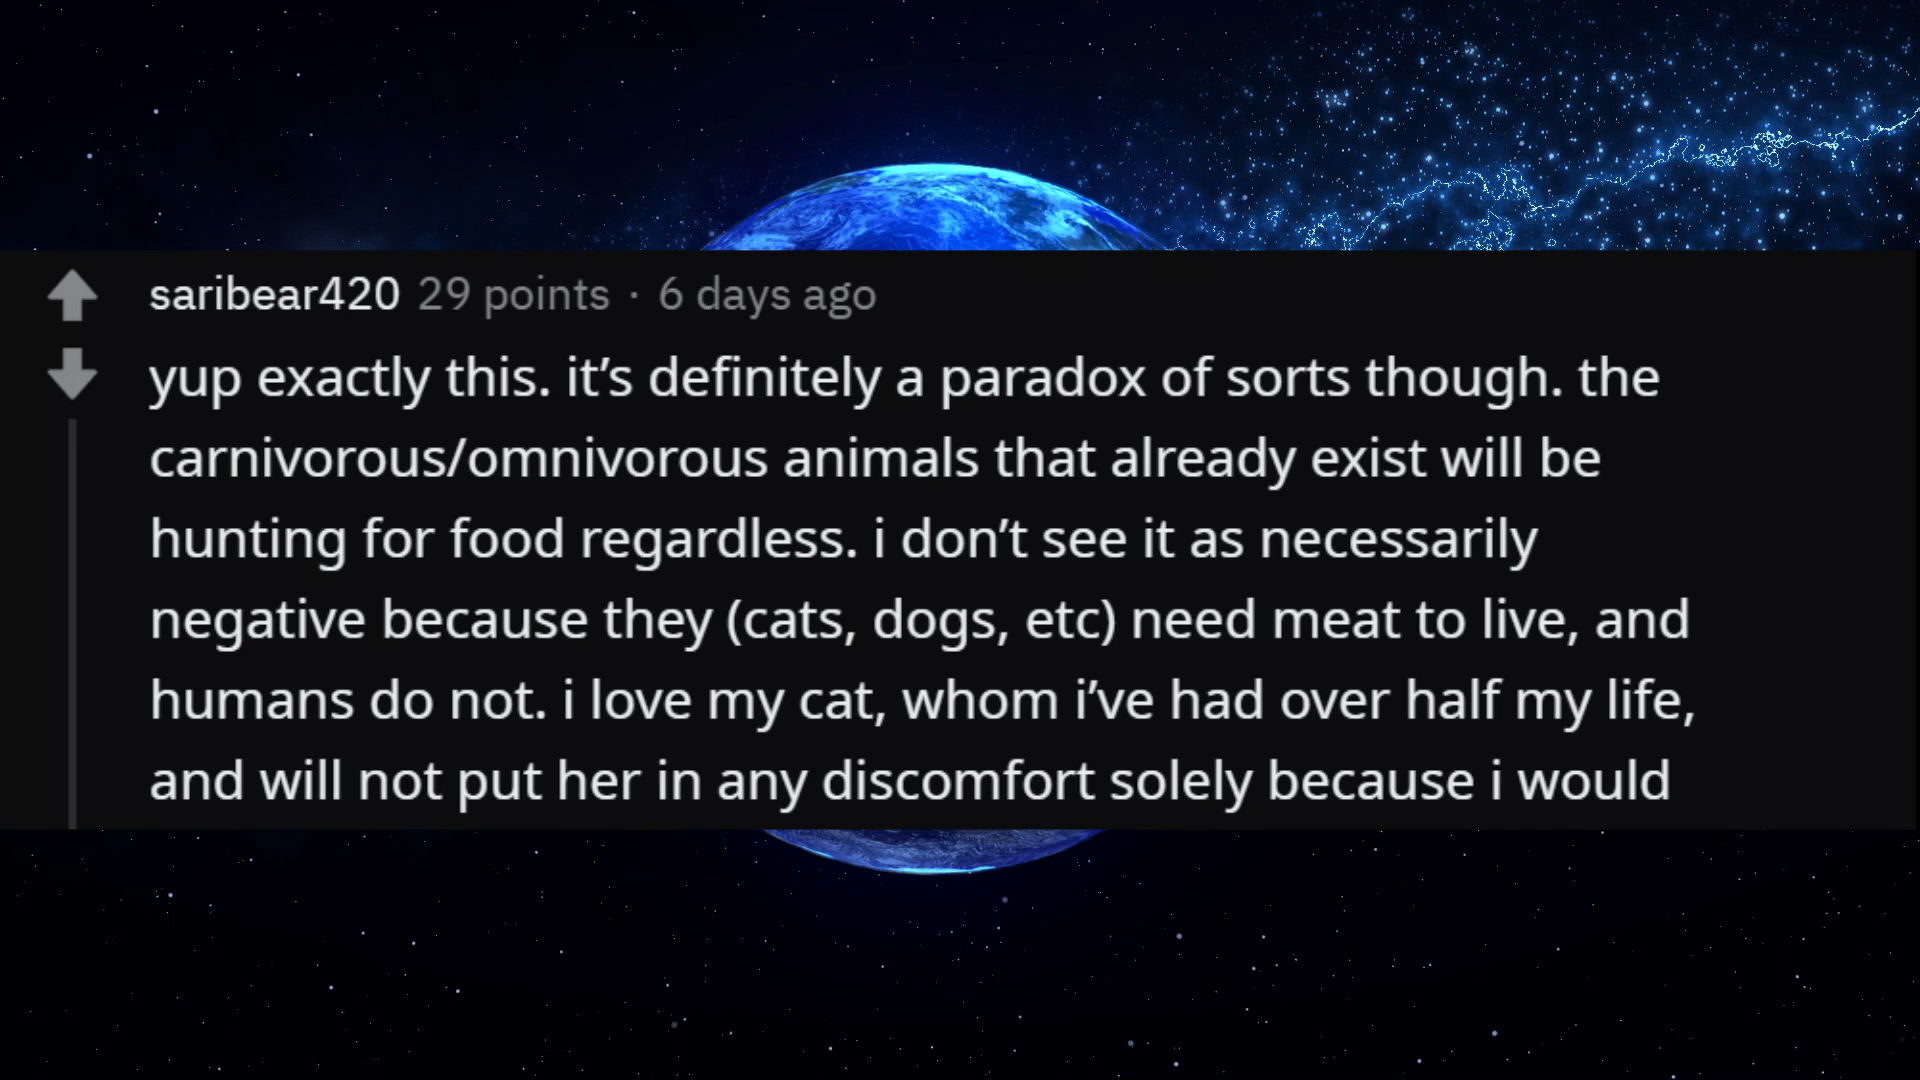 saribear420 29 points · 6 days ago
yup exactly this. it’s definitely a paradox of sorts though. the
carnivorous/omnivorous animals that already exist will be
hunting for food regardless. i don’t see it as necessarily
negative because they (cats, dogs, etc) need meat to live, and
humans do not. i love my cat, whom i’ve had over half my life,
and will not put her in any discomfort solely because i would